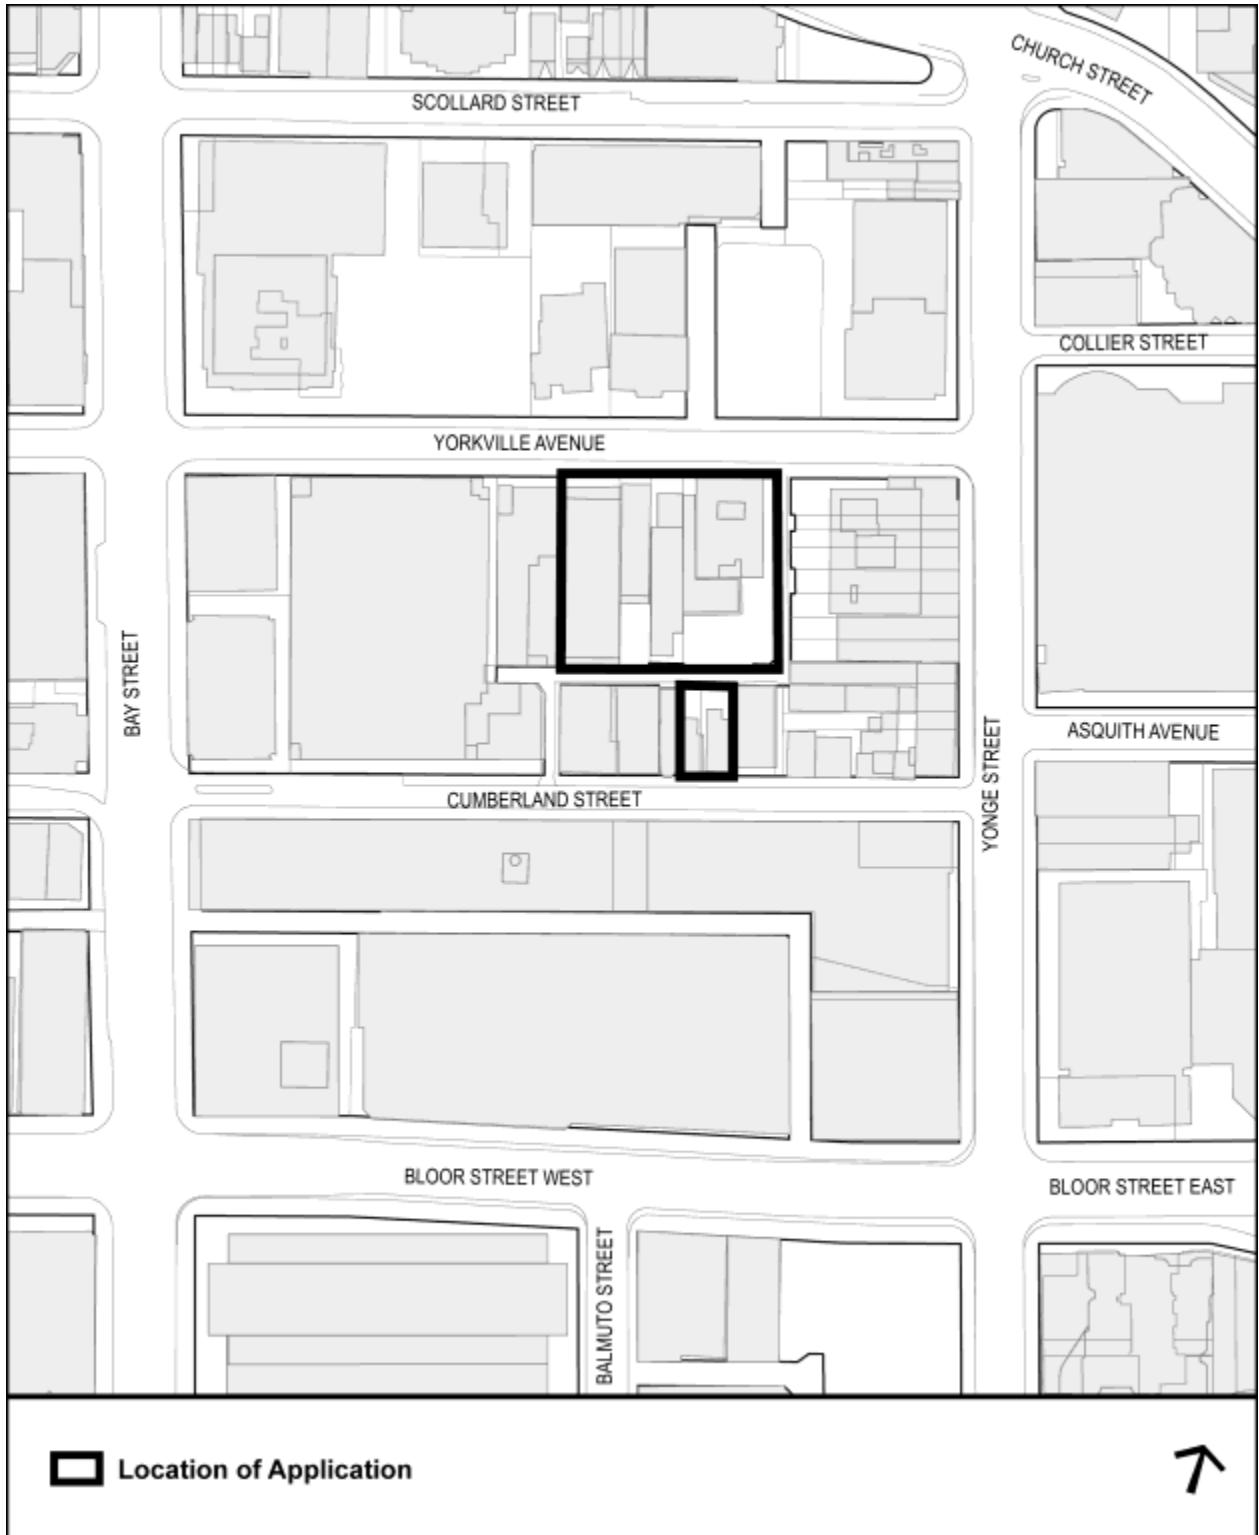 CHURCH STREET
SCOLLARD STREET
COLLIER STREET
YORKVILLE AVENUE
BAY STREET
ASQUITH AVENUE
YONGE STREET
CUMBERLAND STREET
BLOOR STREET WEST
BLOOR STREET EAST
BALMUTO STREET
Location of Application